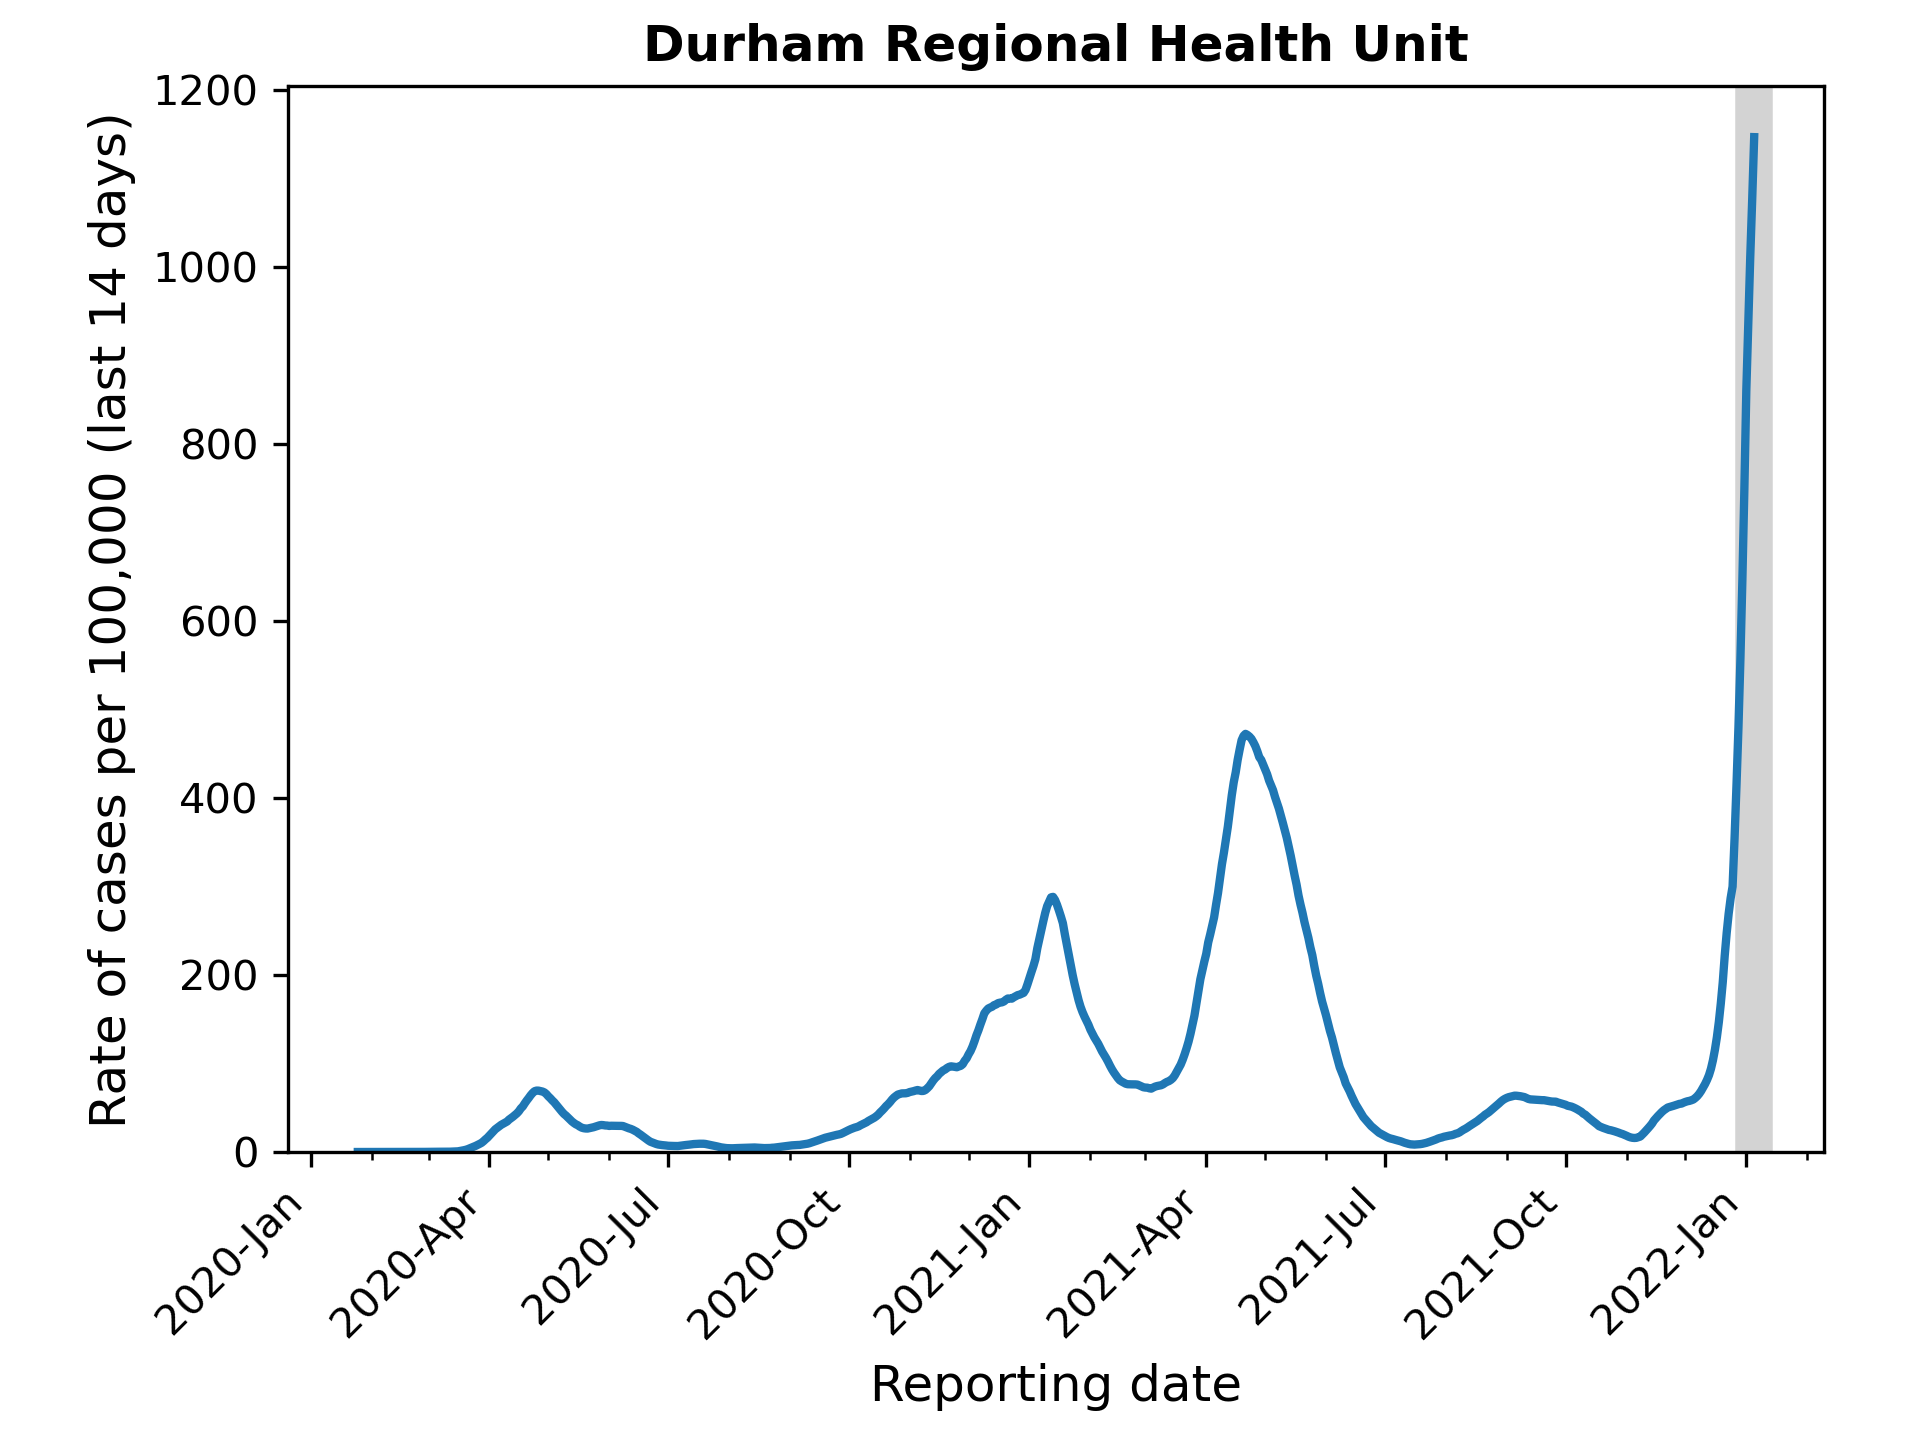 Durham Regional Health Unit
Rate of cases per 100,000 (last 14 days)
1200
1000
800
600
400
200
0
2020-Jan
2020-Apr
2020-Jul
2020-Oct
2021-Jan
2021-Apr
2021-Jul
2021-Oct
2022-Jan
Reporting date